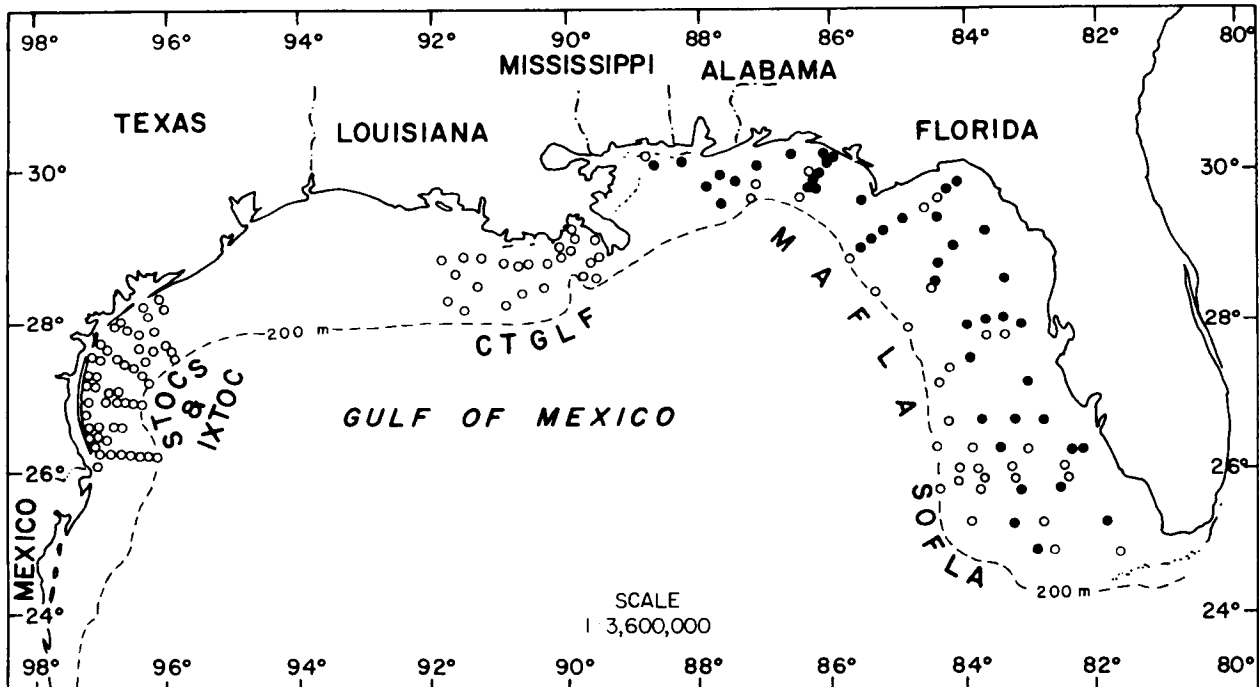 98° 96° 94° 92° 90° 88° 86° 84° 82° 80°
MISSISSIPPI ALABAMA
TEXAS LOUISIANA FLORIDA
30° 30°
MAFLA
28° 28°
200 m
CTGLF
STOCS
&
IXTOC
GULF OF MEXICO
26° 26°
SOFLA
MEXICO
200 m
SCALE
1 3,600,000
24° 24°
98° 96° 94° 92° 90° 88° 86° 84° 82° 80°